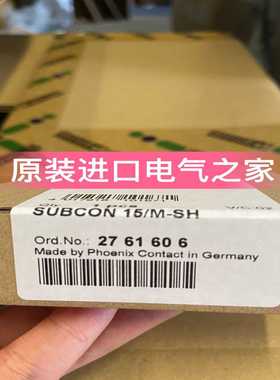 原装进口电气之家
SUBCON 15/M-SH
Ord.No.: 27 61 60 6
Made by Phoenix Contact in Germany